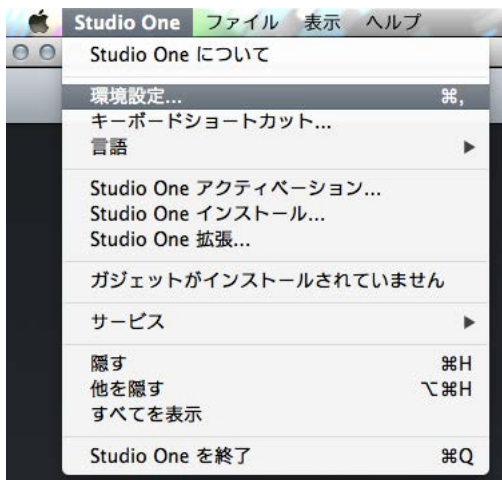 Studio One ファイル 表示 ヘルプ
Studio One について
環境設定... ⌘,
キーボードショートカット...
言語 ▶
Studio One アクティベーション...
Studio One インストール...
Studio One 拡張...
ガジェットがインストールされていません
サービス ▶
隠す ⌘H
他を隠す ⌥⌘H
すべてを表示
Studio One を終了 ⌘Q